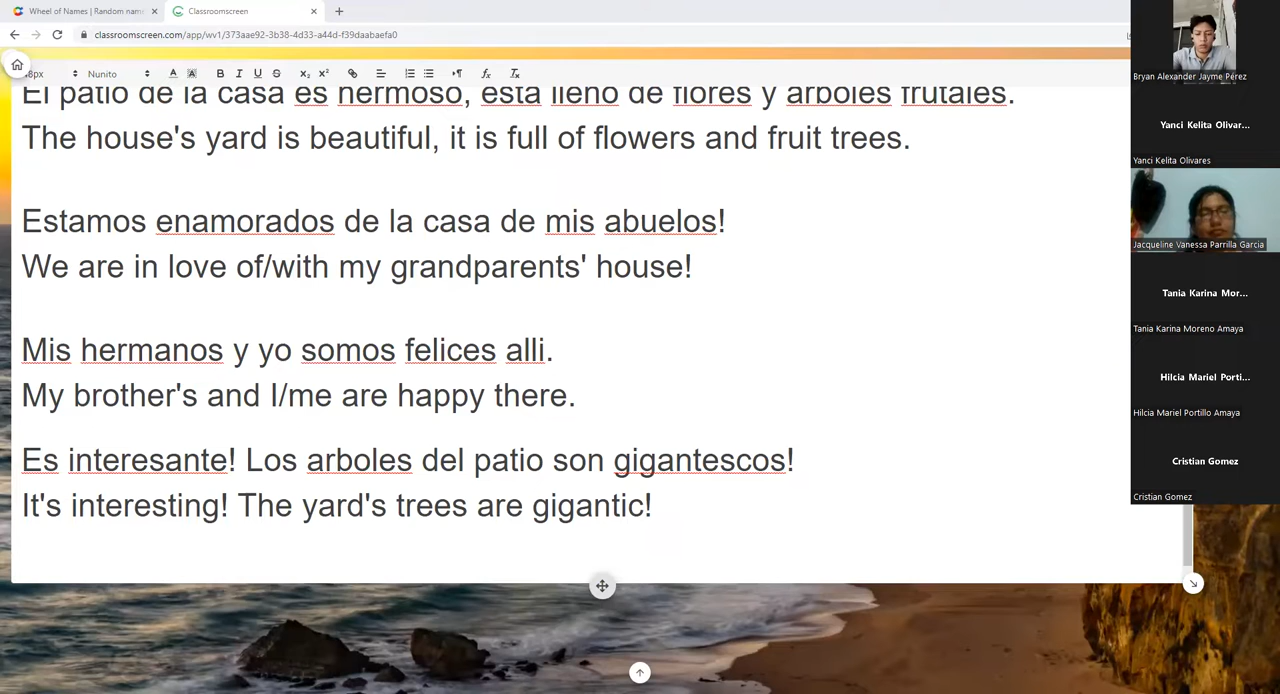 Wheel of Names | Random name
Classroomscreen
classroomscreen.com/app/wv1/373aae92-3b38-4d33-a44d-f39daabaefa0
8px
Nunito
El patio de la casa es hermoso, esta lleno de flores y arboles frutales.
The house's yard is beautiful, it is full of flowers and fruit trees.
Estamos enamorados de la casa de mis abuelos!
We are in love of/with my grandparents' house!
Mis hermanos y yo somos felices alli.
My brother's and I/me are happy there.
Es interesante! Los arboles del patio son gigantescos!
It's interesting! The yard's trees are gigantic!
Bryan Alexander Jayme Pérez
Yanci Kelita Olivar...
Yanci Kelita Olivares
Jacqueline Vanessa Parrilla Garcia
Tania Karina Mor...
Tania Karina Moreno Amaya
Hilcia Mariel Porti...
Hilcia Mariel Portillo Amaya
Cristian Gomez
Cristian Gomez